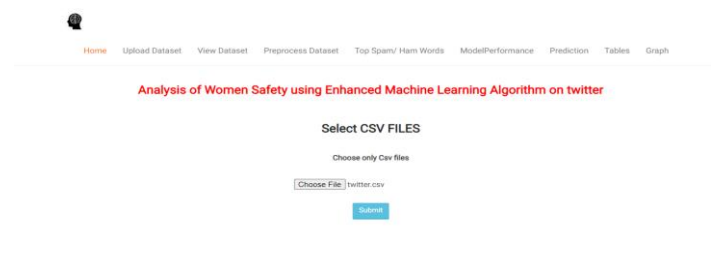 Home Upload Dataset View Dataset Preprocess Dataset Top Spam/ Ham Words ModelPerformance Prediction Tables Graph
Analysis of Women Safety using Enhanced Machine Learning Algorithm on twitter
Select CSV FILES
Choose only Csv files
Choose File twitter.csv
Submit